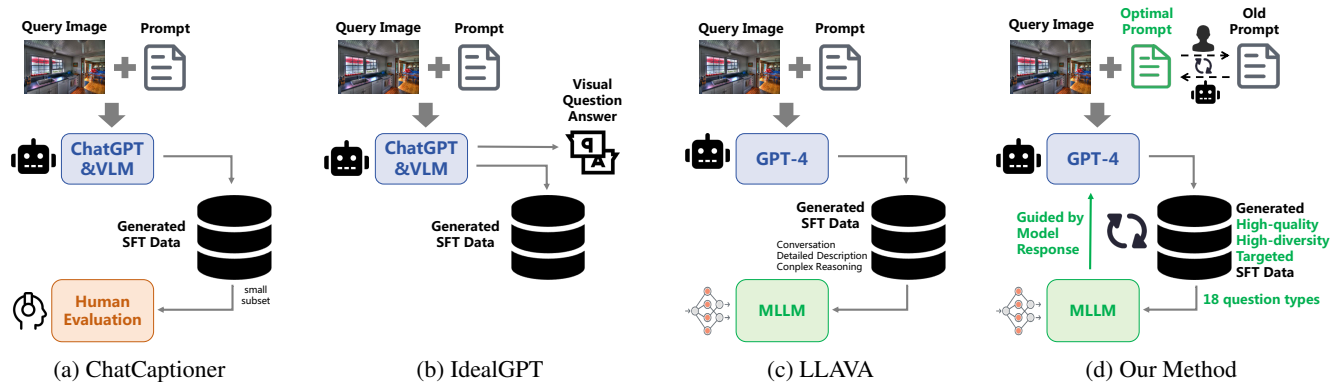 Query Image
Prompt
ChatGPT
&VLM
Generated
SFT Data
small
subset
Human
Evaluation
(a) ChatCaptioner
Query Image
Prompt
Visual
Question
Answer
Q
A
ChatGPT
&VLM
Generated
SFT Data
(b) IdealGPT
Query Image
Prompt
GPT-4
Generated
SFT Data
Conversation
Detailed Description
Conplex Reasoning
MLLM
(c) LLAVA
Query Image
Optimal
Prompt
Old
Prompt
GPT-4
Guided by
Model
Response
Generated
High-quality
High-diversity
Targeted
SFT Data
18 question types
MLLM
(d) Our Method